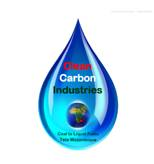 Clean
Carbon
Industries
Coal to Liquid Fuels
Tete Mozambique